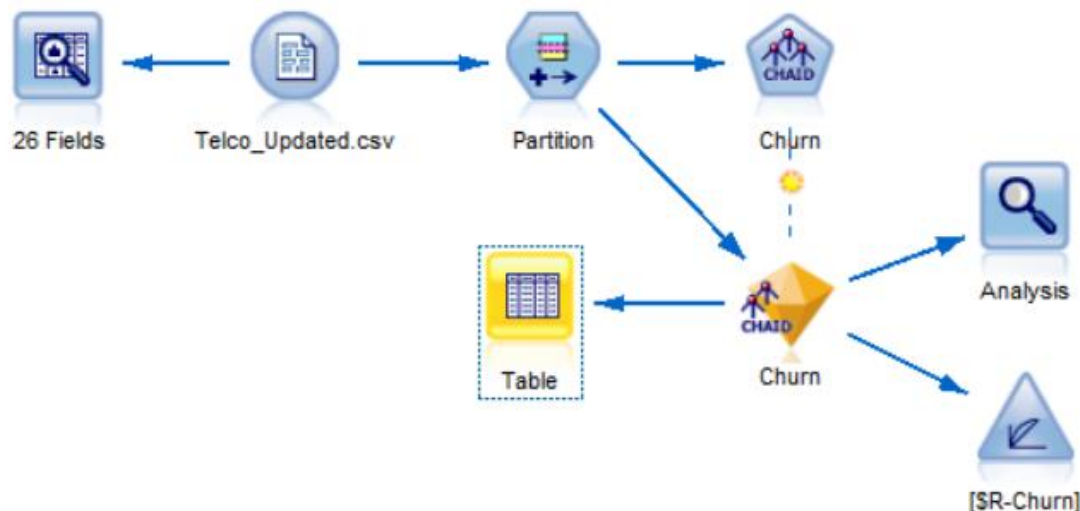 CHAID
26 Fields
Telco_Updated.csv
Partition
Churn
Analysis
Table
CHAID
Churn
[$R-Churn]